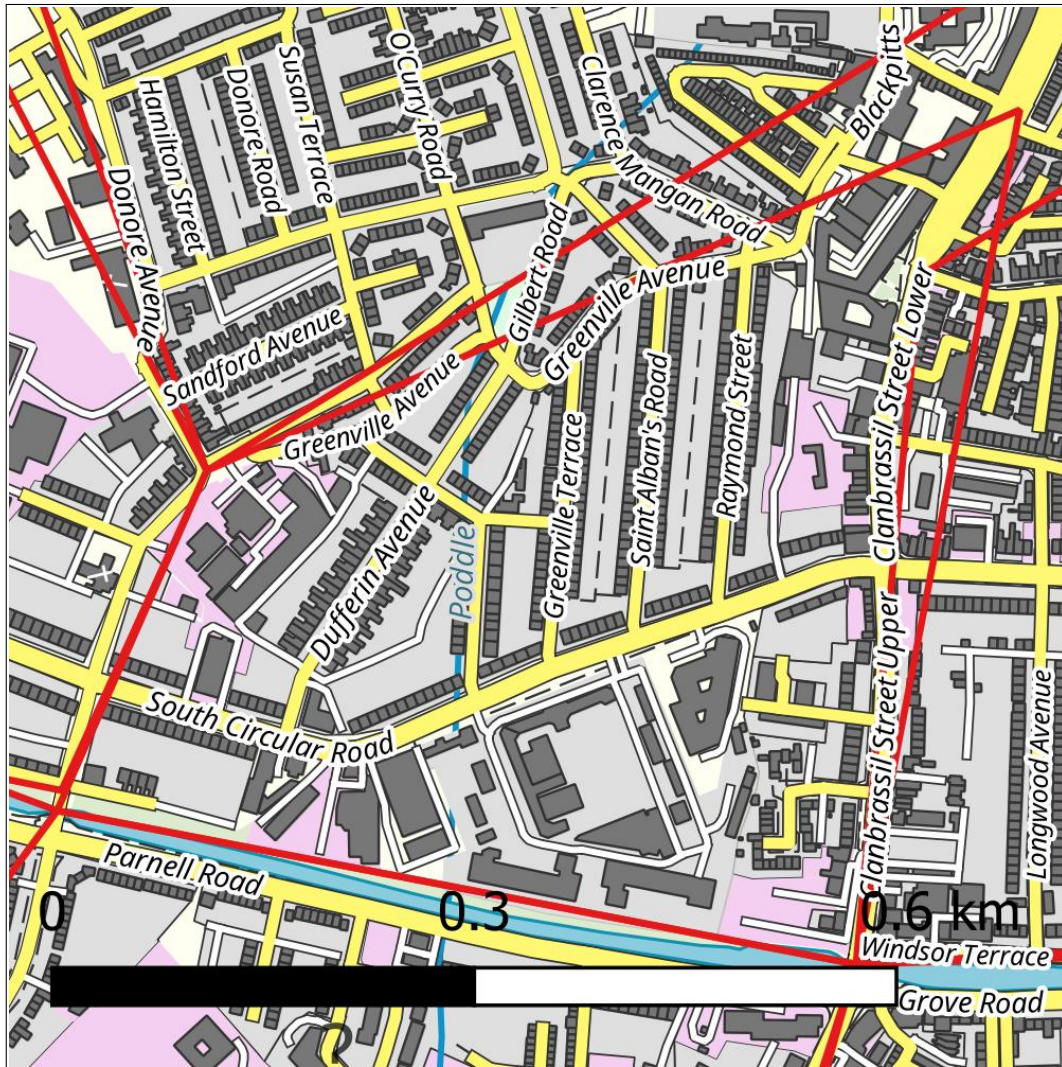 Susan Terrace
O'Curry Road
Clarence Mangan Road
Blackpitts
Hamilton Street
Donore Road
Donore Avenue
Gilbert Road
Greenville Avenue
Sandford Avenue
Greenville Avenue
Clanbrassil Street Lower
Greenville Terrace
Saint Alban's Road
Raymond Street
Dufferin Avenue
Poddle
South Circular Road
Clanbrassil Street Upper
Longwood Avenue
Parnell Road
0 0.3 0.6 km
Windsor Terrace
Grove Road